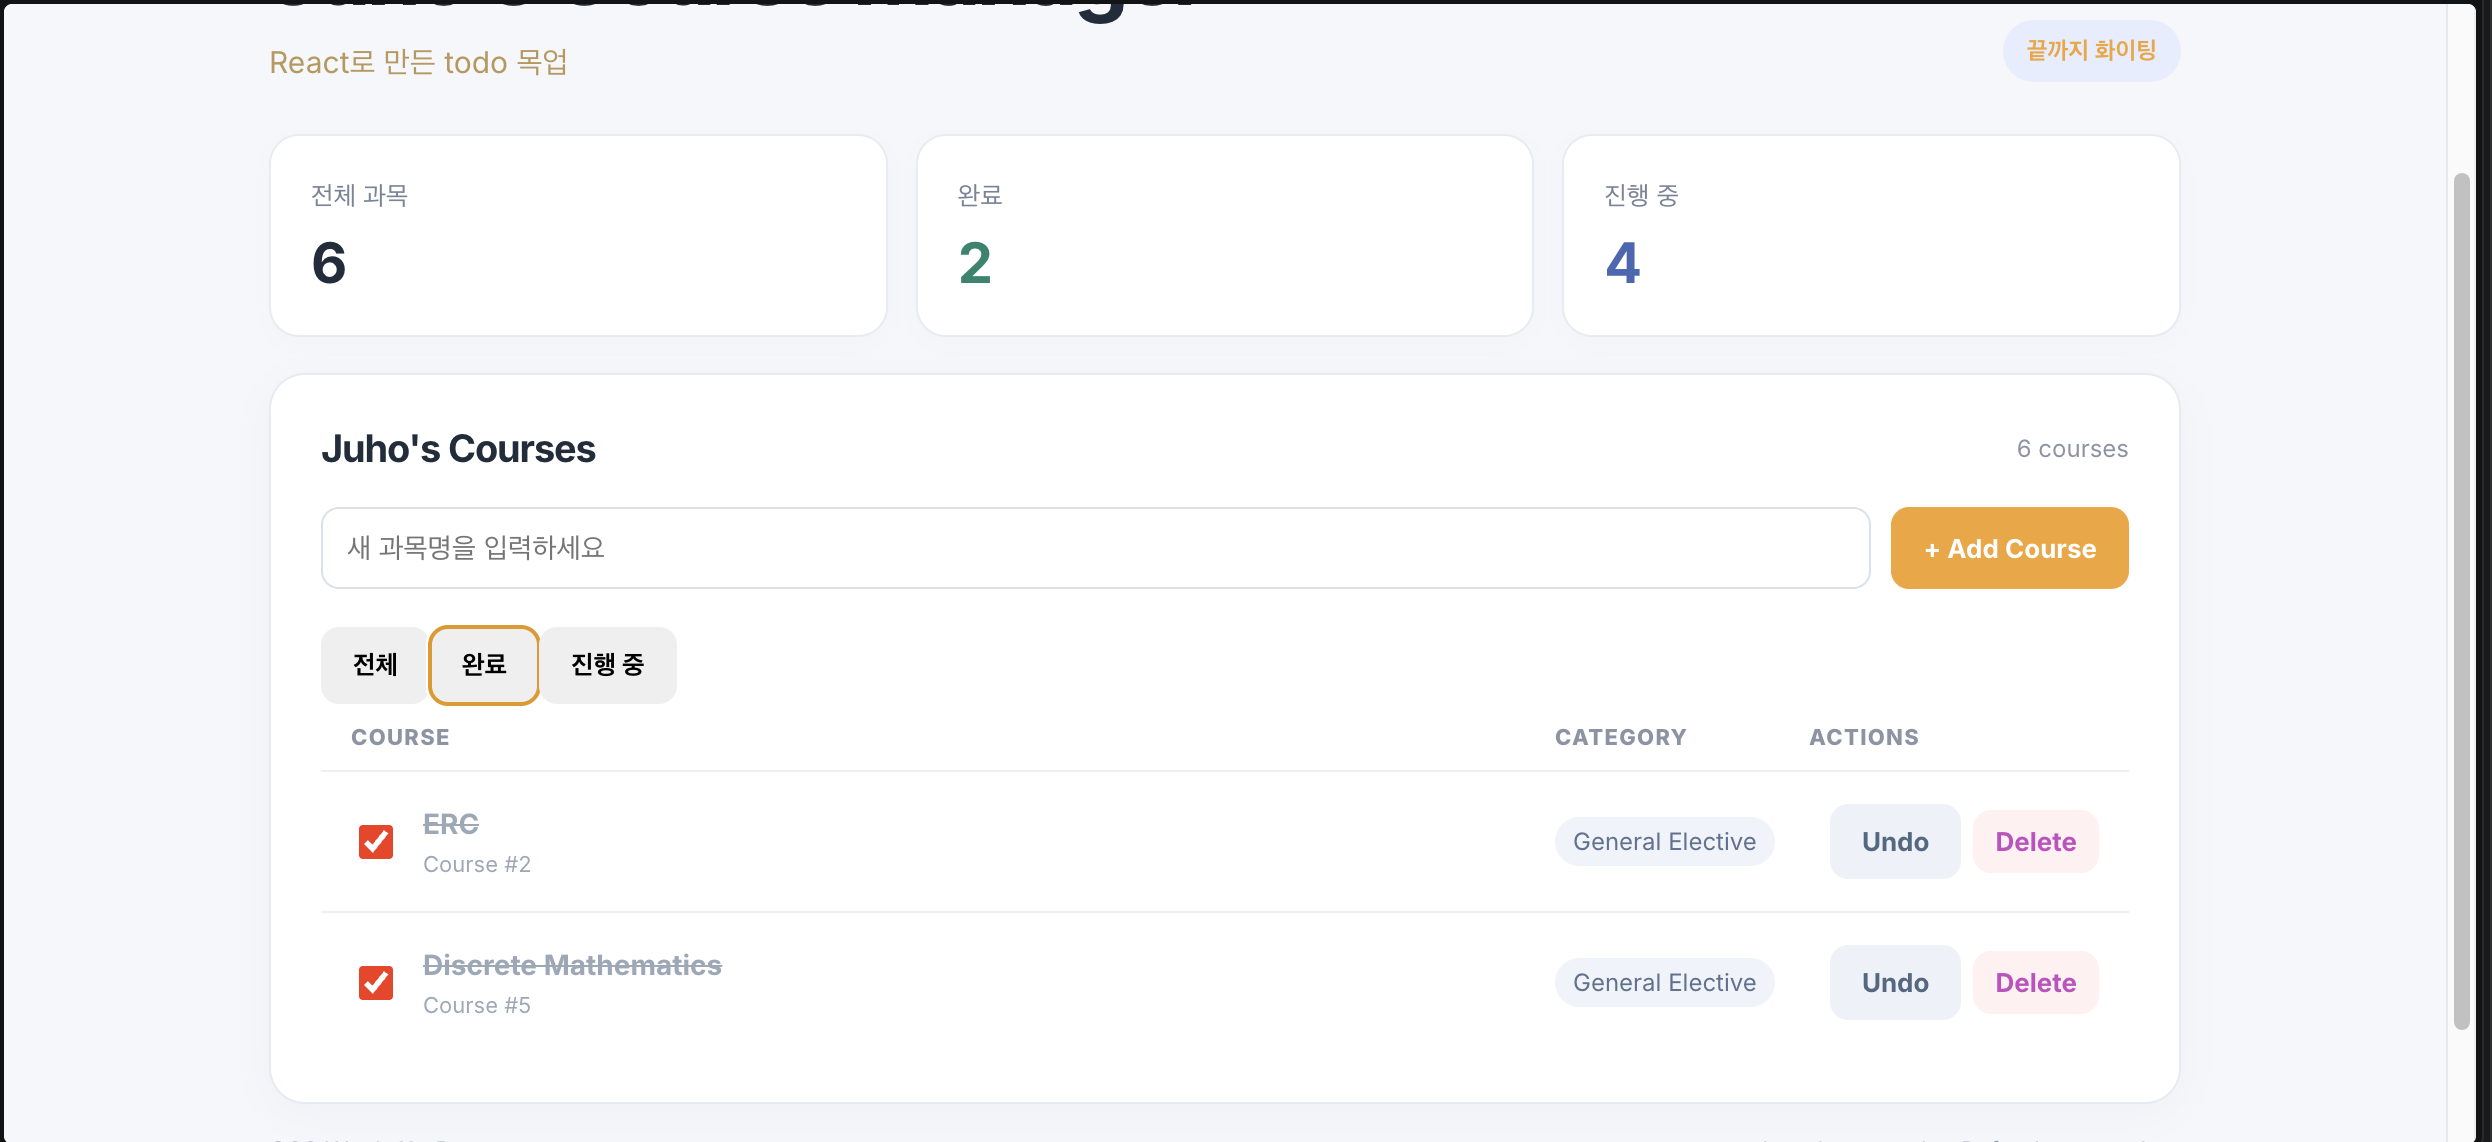 React로 만든 todo 목업
끝까지 화이팅
전체 과목
6
완료
2
진행 중
4
Juho's Courses
6 courses
새 과목명을 입력하세요
+ Add Course
전체
완료
진행 중
COURSE CATEGORY ACTIONS
ERC
Course #2
General Elective
Undo
Delete
Discrete Mathematics
Course #5
General Elective
Undo
Delete